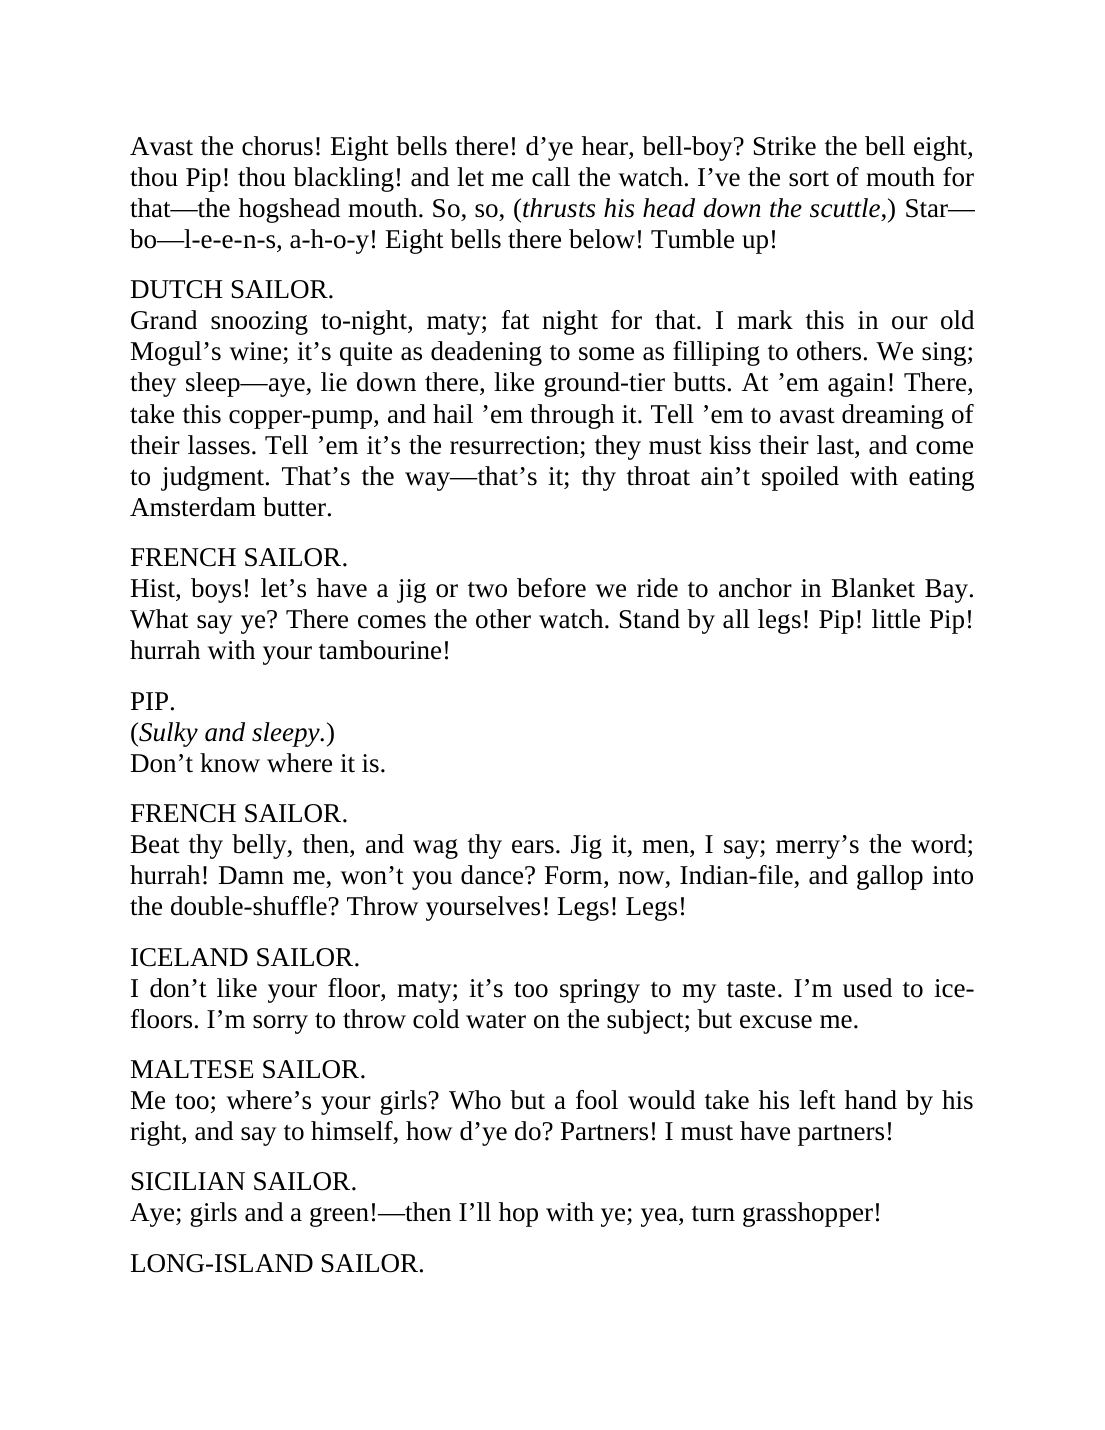 Avast the chorus! Eight bells there! d’ye hear, bell-boy? Strike the bell eight,
thou Pip! thou blackling! and let me call the watch. I’ve the sort of mouth for
that—the hogshead mouth. So, so, (thrusts his head down the scuttle,) Star—
bo—l-e-e-n-s, a-h-o-y! Eight bells there below! Tumble up!
DUTCH SAILOR.
Grand snoozing to-night, maty; fat night for that. I mark this in our old
Mogul’s wine; it’s quite as deadening to some as filliping to others. We sing;
they sleep—aye, lie down there, like ground-tier butts. At ’em again! There,
take this copper-pump, and hail ’em through it. Tell ’em to avast dreaming of
their lasses. Tell ’em it’s the resurrection; they must kiss their last, and come
to judgment. That’s the way—that’s it; thy throat ain’t spoiled with eating
Amsterdam butter.
FRENCH SAILOR.
Hist, boys! let’s have a jig or two before we ride to anchor in Blanket Bay.
What say ye? There comes the other watch. Stand by all legs! Pip! little Pip!
hurrah with your tambourine!
PIP.
(Sulky and sleepy.)
Don’t know where it is.
FRENCH SAILOR.
Beat thy belly, then, and wag thy ears. Jig it, men, I say; merry’s the word;
hurrah! Damn me, won’t you dance? Form, now, Indian-file, and gallop into
the double-shuffle? Throw yourselves! Legs! Legs!
ICELAND SAILOR.
I don’t like your floor, maty; it’s too springy to my taste. I’m used to ice-
floors. I’m sorry to throw cold water on the subject; but excuse me.
MALTESE SAILOR.
Me too; where’s your girls? Who but a fool would take his left hand by his
right, and say to himself, how d’ye do? Partners! I must have partners!
SICILIAN SAILOR.
Aye; girls and a green!—then I’ll hop with ye; yea, turn grasshopper!
LONG-ISLAND SAILOR.